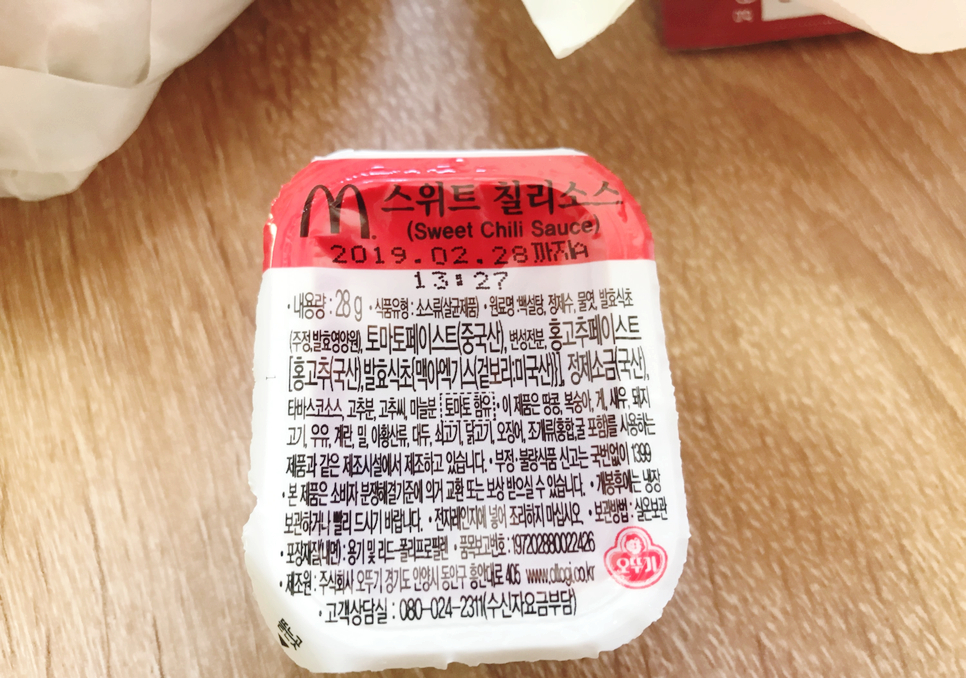 스위트 칠리소스
(Sweet Chili Sauce)
2019.02.28까지A
13:27
• 내용량 : 28 g • 식품유형 : 소스류(살균제품) • 원료명 : 백설탕, 정제수, 물엿, 발효식초
(주정,발효영양원), 토마토페이스트(중국산), 변성전분, 홍고추페이스트
[홍고추(국산),발효식초{맥아엑기스(겉보리:미국산)}], 정제소금(국산),
타바스코소스, 고추분, 고추씨, 마늘분 토마토 함유 • 이 제품은 땅콩, 복숭아, 게, 새우, 돼지
고기, 우유, 계란, 밀, 아황산류, 대두, 쇠고기, 닭고기, 오징어, 조개류(홍합,굴 포함)를 사용하는
제품과 같은 제조시설에서 제조하고 있습니다. • 부정·불량식품 신고는 국번없이 1399
• 본 제품은 소비자 분쟁해결기준에 의거 교환 또는 보상 받으실 수 있습니다. • 개봉후에는 냉장
보관하거나 빨리 드시기 바랍니다. • 전자레인지에 넣어 조리하지 마십시오. • 보관방법 : 실온보관
• 포장재질(내면) : 용기 및 리드-폴리프로필렌 • 품목보고번호 : 197202880022426
• 제조원 : 주식회사 오뚜기 경기도 안양시 동안구 흥안대로 405 www.ottogi.co.kr
오뚜기
• 고객상담실 : 080-024-2311(수신자요금부담)